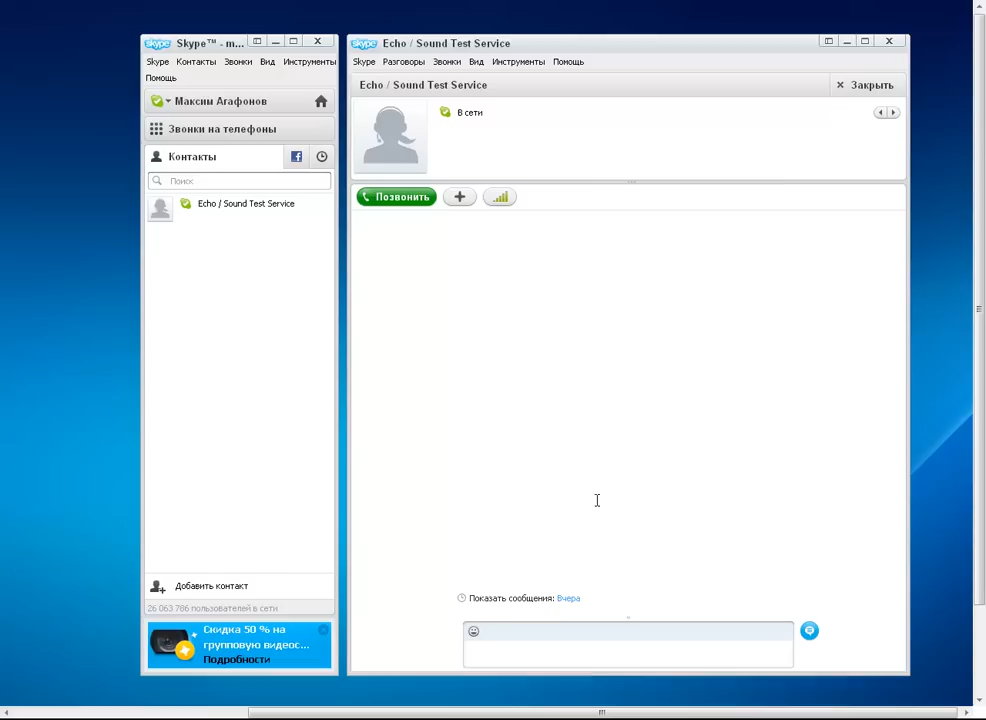 Skype™ - m...
Skype Контакты Звонки Вид Инструменты
Помощь
Максим Агафонов
Звонки на телефоны
Контакты
Поиск
Echo / Sound Test Service
Добавить контакт
26 063 786 пользователей в сети
Скидка 50 % на
групповую видеос...
Подробности
Echo / Sound Test Service
Skype Разговоры Звонки Вид Инструменты Помощь
Echo / Sound Test Service
× Закрыть
В сети
Позвонить
Показать сообщения: Вчера